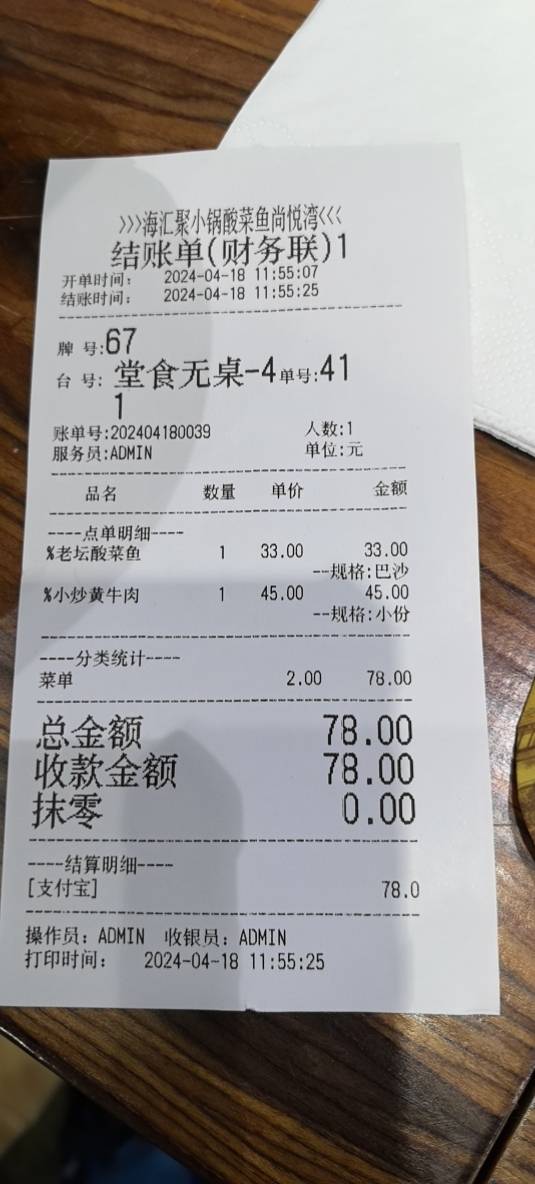 >>>海汇聚小锅酸菜鱼尚悦湾<<<
结账单(财务联)1
开单时间: 2024-04-18 11:55:07
结账时间: 2024-04-18 11:55:25
牌 号:67
台 号: 堂食无桌-4单号:41
1
账单号:202404180039 人数:1
服务员:ADMIN 单位:元
品名 数量 单价 金额
----点单明细----
%老坛酸菜鱼 1 33.00 33.00
--规格:巴沙
%小炒黄牛肉 1 45.00 45.00
--规格:小份
----分类统计----
菜单 2.00 78.00
总金额 78.00
收款金额 78.00
抹零 0.00
----结算明细----
[支付宝] 78.0
操作员: ADMIN 收银员: ADMIN
打印时间: 2024-04-18 11:55:25